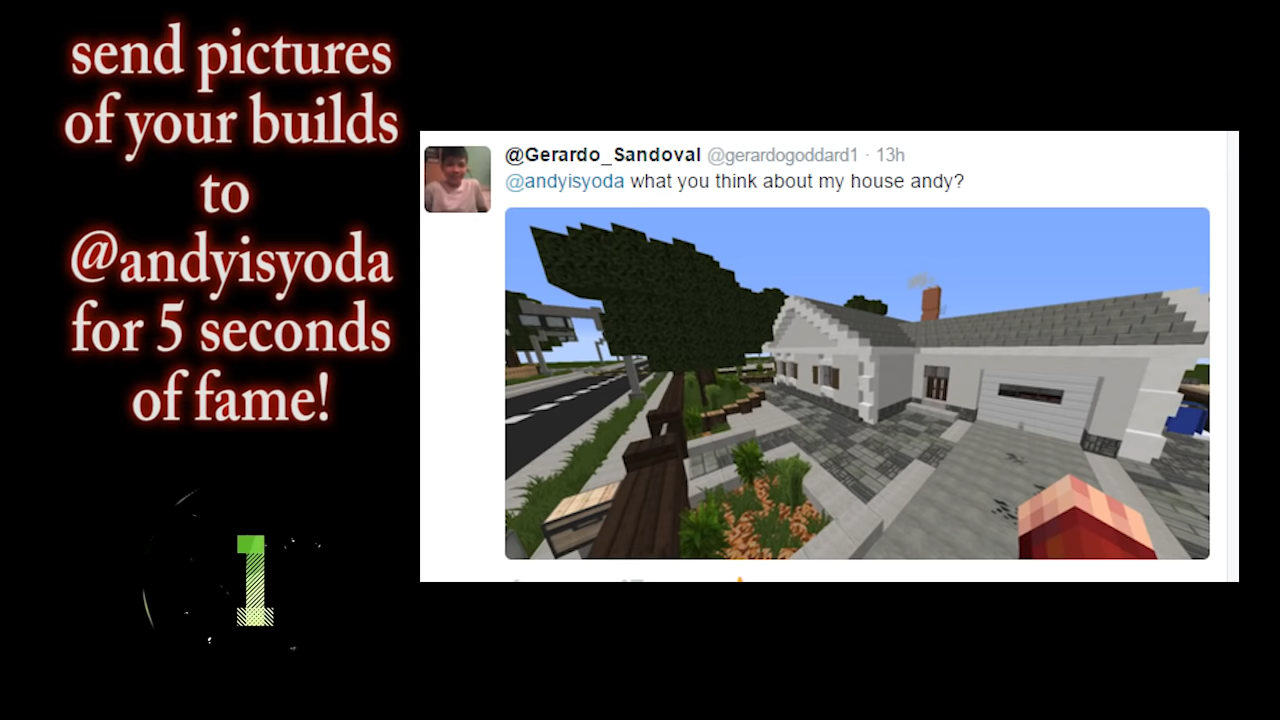 send pictures
of your builds
to
@andyisyoda
for 5 seconds
of fame!
1
@Gerardo_Sandoval @gerardogoddard1 · 13h
@andyisyoda what you think about my house andy?